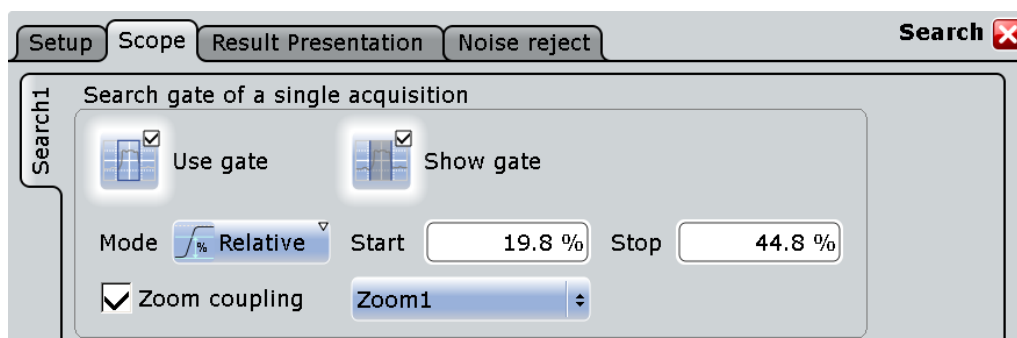 Setup Scope Result Presentation Noise reject Search
Search1
Search gate of a single acquisition
Use gate Show gate
Mode % Relative Start 19.8 % Stop 44.8 %
Zoom coupling Zoom1